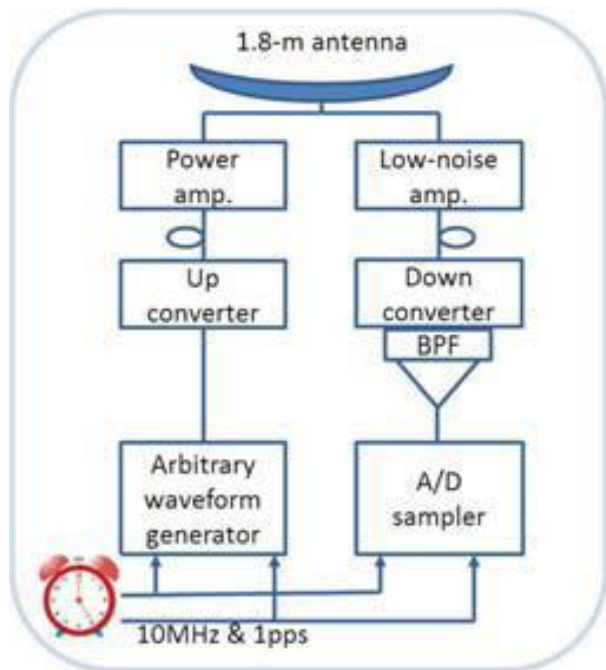 1.8-m antenna
Power
amp.
Low-noise
amp.
Up
converter
Down
converter
BPF
Arbitrary
waveform
generator
A/D
sampler
10MHz & 1pps